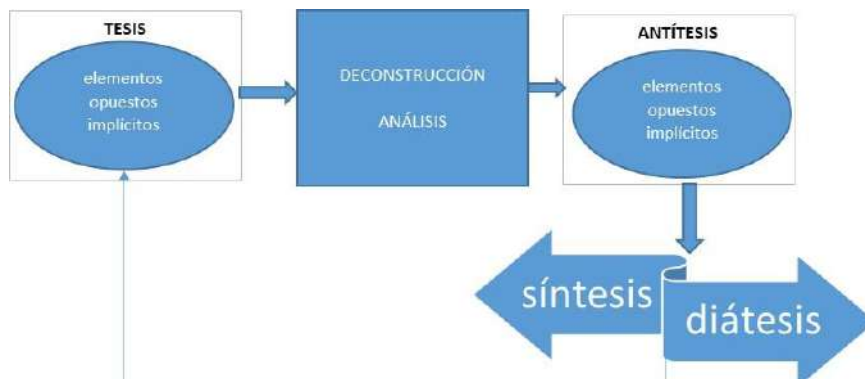 TESIS
elementos
opuestos
implícitos
DECONSTRUCCIÓN
ANÁLISIS
ANTÍTESIS
elementos
opuestos
implícitos
síntesis
diátesis